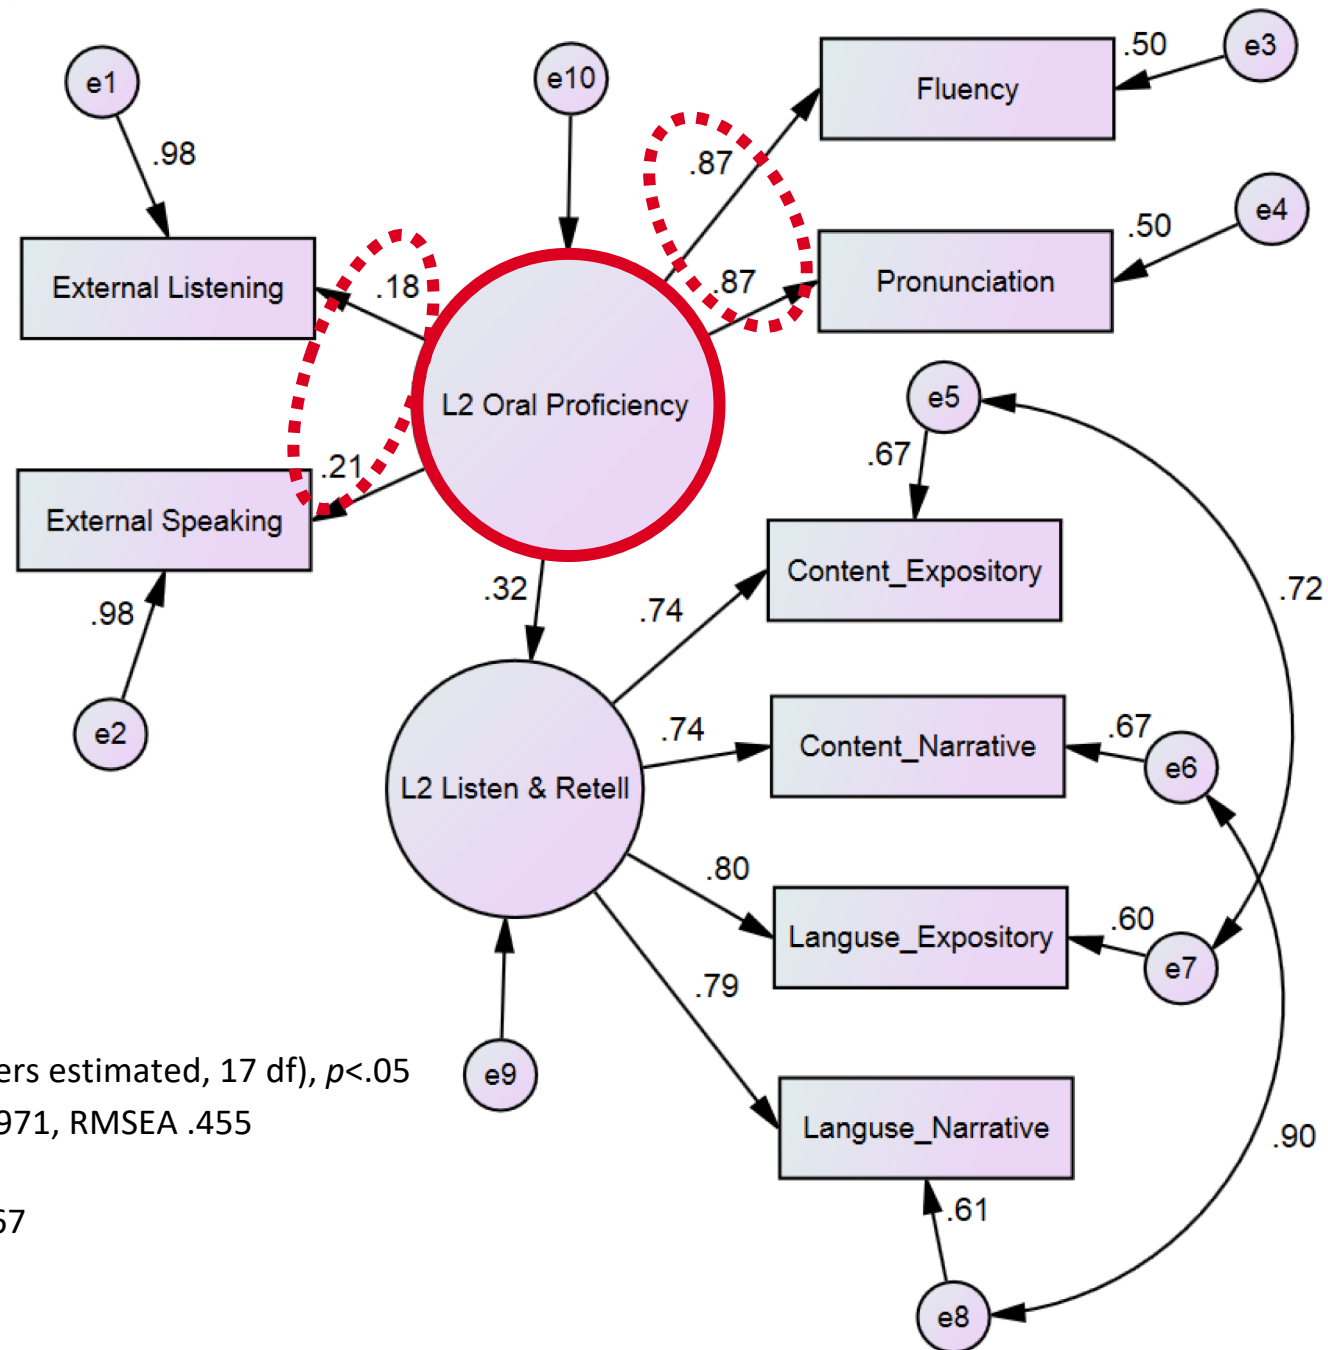 e1
e10
.50
e3
Fluency
.98
.87
.50
e4
External Listening
.18
.87
Pronunciation
L2 Oral Proficiency
e5
.67
.21
External Speaking
Content_Expository
.32
.74
.72
.98
e2
.74
Content_Narrative
.67
e6
L2 Listen & Retell
.80
Languse_Expository
.60
e7
.79
ers estimated, 17 df), p<.05
e9
971, RMSEA .455
Languse_Narrative
.90
.61
67
e8